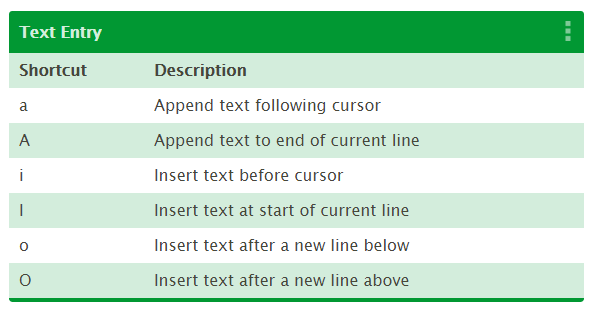 Text Entry
Shortcut Description
a Append text following cursor
A Append text to end of current line
i Insert text before cursor
I Insert text at start of current line
o Insert text after a new line below
O Insert text after a new line above